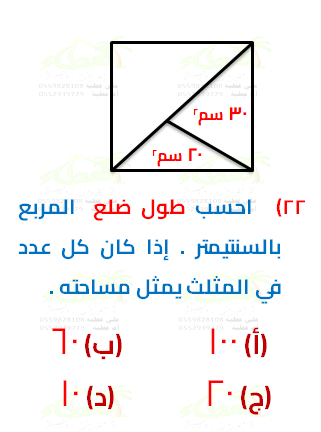 ٣٠ سم٢
٢٠ سم٢
٢٢) احسب طول ضلع المربع
بالسنتيمتر . إذا كان كل عدد
في المثلث يمثل مساحته .
(أ) ١٠٠ (ب) ٦٠
(ج) ٢٠ (د) ١٠